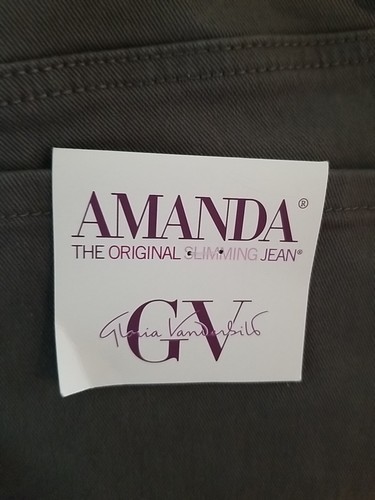 AMANDA®
THE ORIGINAL SLIMMING JEAN®
GV
Gloria Vanderbilt